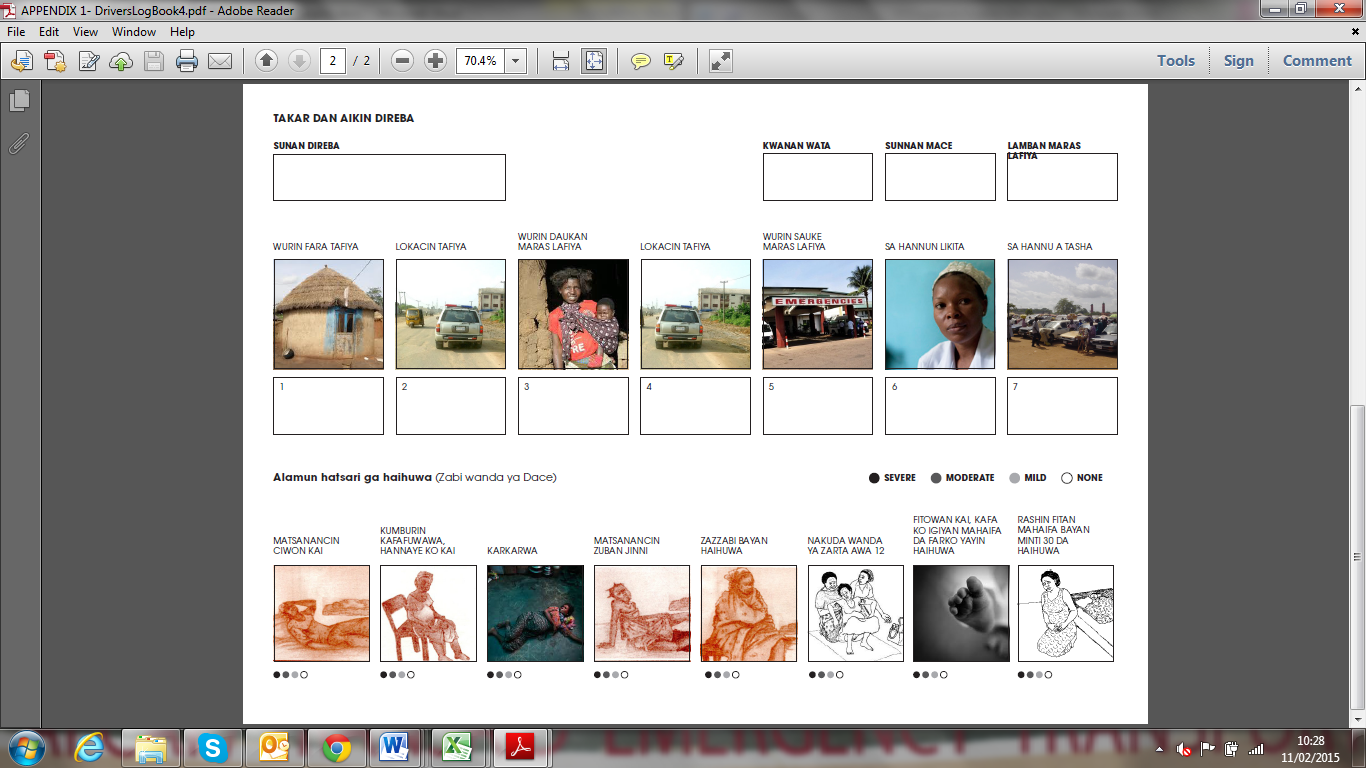 APPENDIX 1- DriversLogBook4.pdf - Adobe Reader
File Edit View Window Help
2 / 2 70.4% Tools Sign Comment
TAKAR DAN AIKIN DIREBA
SUNAN DIREBA
KWANAN WATA
SUNNAN MACE
LAMBAN MARAS
LAFIYA
WURIN FARA TAFIYA
LOKACIN TAFIYA
WURIN DAUKAN
MARAS LAFIYA
LOKACIN TAFIYA
WURIN SAUKE
MARAS LAFIYA
SA HANNUN LIKITA
SA HANNU A TASHA
EMERGENCIES
1 2 3 4 5 6 7
Alamun hatsari ga haihuwa (Zabi wanda ya Dace)
SEVERE MODERATE MILD NONE
MATSANANCIN
CIWON KAI
KUMBURIN
KAFAFUWAWA,
HANNAYE KO KAI
KARKARWA
MATSANANCIN
ZUBAN JINNI
ZAZZABI BAYAN
HAIHUWA
NAKUDA WANDA
YA ZARTA AWA 12
FITOWAN KAI, KAFA
KO IGIYAN MAHAIFA
DA FARKO YAYIN
HAIHUWA
RASHIN FITAN
MAHAIFA BAYAN
MINTI 30 DA
HAIHUWA
10:28
11/02/2015